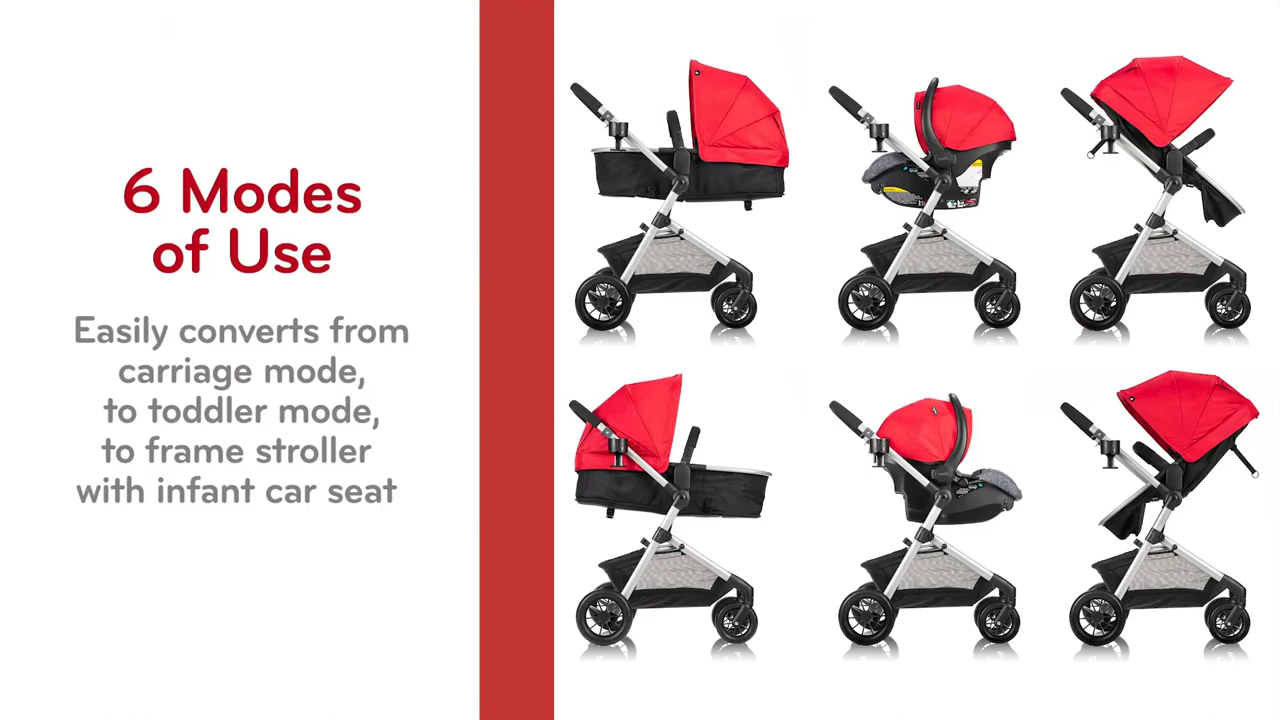 6 Modes
of Use
Easily converts from
carriage mode,
to toddler mode,
to frame stroller
with infant car seat